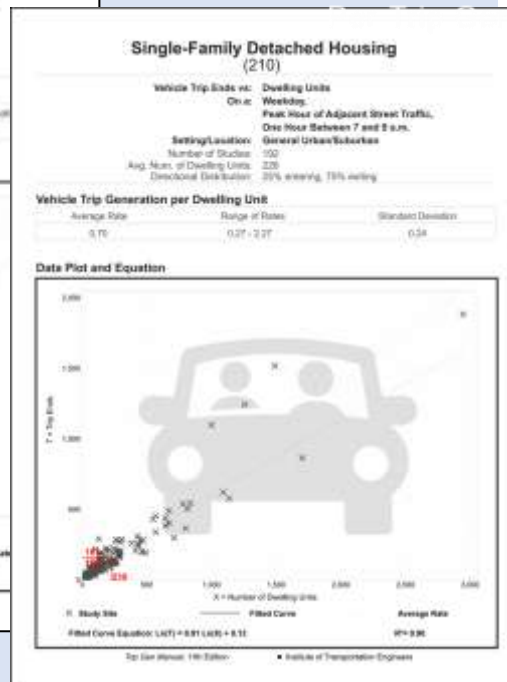 Single-Family Detached Housing
(210)
Vehicle Trip Ends vs: Dwelling Units
On a: Weekday,
Peak Hour of Adjacent Street Traffic,
One Hour Between 7 and 9 a.m.
Setting/Location: General Urban/Suburban
Number of Studies: 192
Avg. Num. of Dwelling Units: 226
Directional Distribution: 25% entering, 75% exiting
Vehicle Trip Generation per Dwelling Unit
Average Rate Range of Rates Standard Deviation
0.70 0.27 - 2.27 0.24
Data Plot and Equation
2,000
1,500
1,000
500
T = Trip Ends
500 1,000 1,500 2,000 2,500 3,000
X = Number of Dwelling Units
X Study Site Fitted Curve Average Rate
Fitted Curve Equation: Ln(T) = 0.91 Ln(X) + 0.12 R²= 0.90
Trip Gen Manual, 11th Edition • Institute of Transportation Engineers